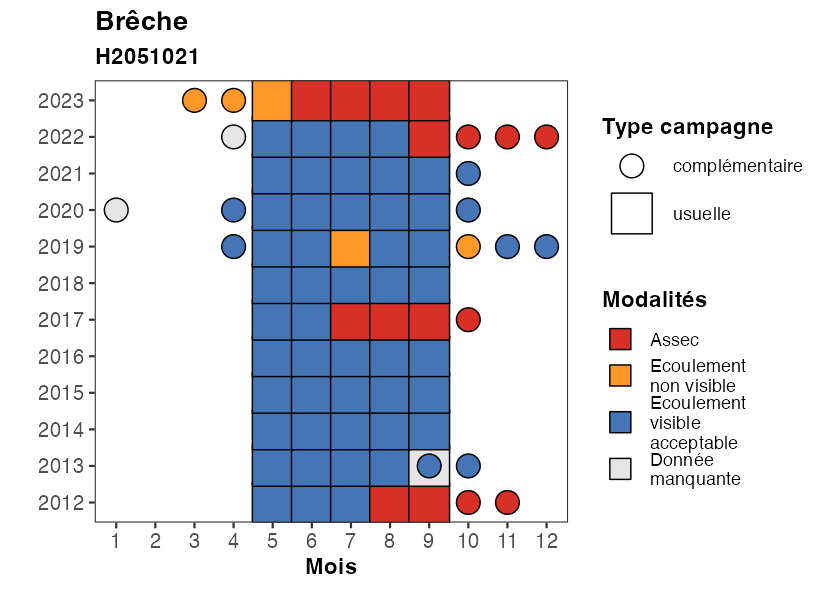 Brêche
H2051021
2023
2022
2021
2020
2019
2018
2017
2016
2015
2014
2013
2012
1 2 3 4 5 6 7 8 9 10 11 12
Mois
Type campagne
complémentaire
usuelle
Modalités
Assec
Ecoulement
non visible
Ecoulement
visible
acceptable
Donnée
manquante